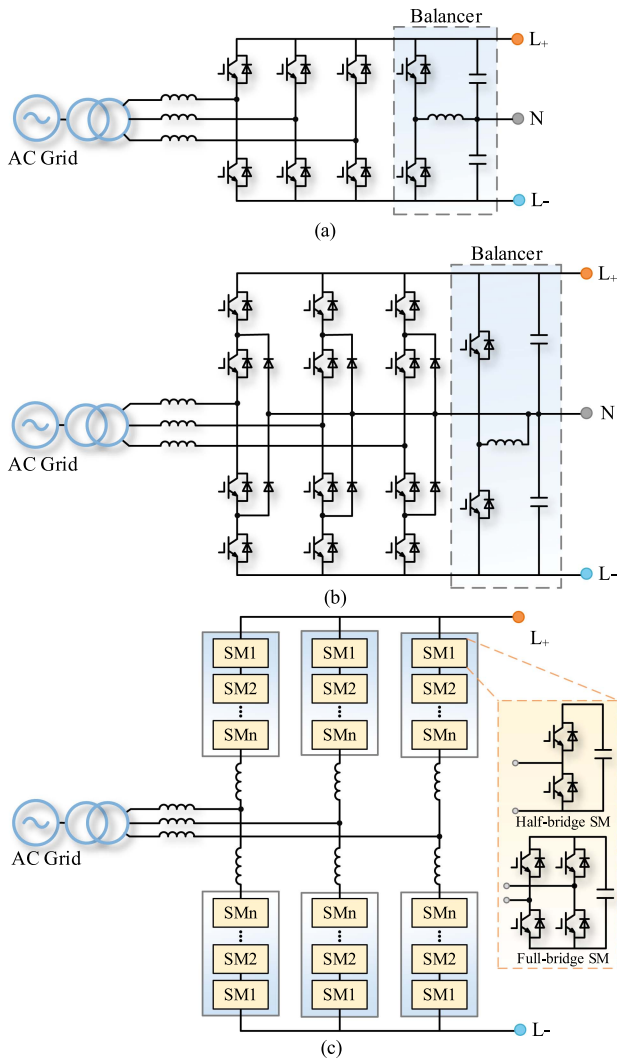 Balancer
L+
N
AC Grid
L-
(a)
Balancer
L+
N
AC Grid
L-
(b)
L+
SM1 SM1 SM1
SM2 SM2 SM2
SMn SMn SMn
Half-bridge SM
AC Grid
Full-bridge SM
SMn SMn SMn
SM2 SM2 SM2
SM1 SM1 SM1
L-
(c)